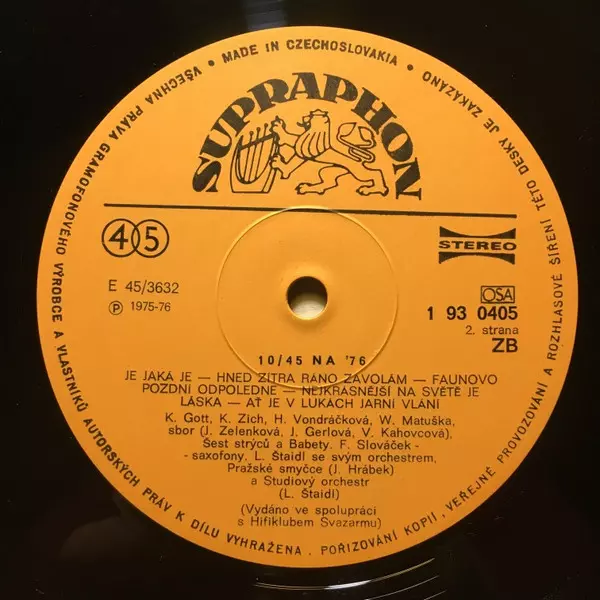 VŠECHNA PRÁVA GRAMOFONOVÉHO VÝROBCE A VLASTNÍKŮ AUTORSKÝCH PRÁV K DÍLU VYHRAŽENA. POŘIZOVÁNÍ KOPIÍ, VEŘEJNÉ PROVOZOVÁNÍ A ROZHLASOVÉ ŠÍŘENÍ TÉTO DESKY JE ZAKÁZÁNO • MADE IN CZECHOSLOVAKIA •
SUPRAPHON
45
STEREO
E 45/3632
Ⓟ 1975-76
OSA
1 93 0405
2. strana
ZB
10/45 NA '76
JE JAKÁ JE — HNED ZÍTRA RÁNO ZAVOLÁM — FAUNOVO
POZDNÍ ODPOLEDNE — NEJKRÁSNĚJŠÍ NA SVĚTĚ JE
LÁSKA — AŤ JE V LUKÁCH JARNÍ VLÁNÍ
K. Gott, K. Zich, H. Vondráčková, W. Matuška,
sbor (J. Zelenková, J. Gerlová, V. Kahovcová),
Šest strýců a Babety. F. Slováček -
- saxofony, L. Štaidl se svým orchestrem,
Pražské smyčce (J. Hrábek)
a Studiový orchestr
(L. Štaidl)
(Vydáno ve spolupráci
s Hifiklubem Svazarmu)